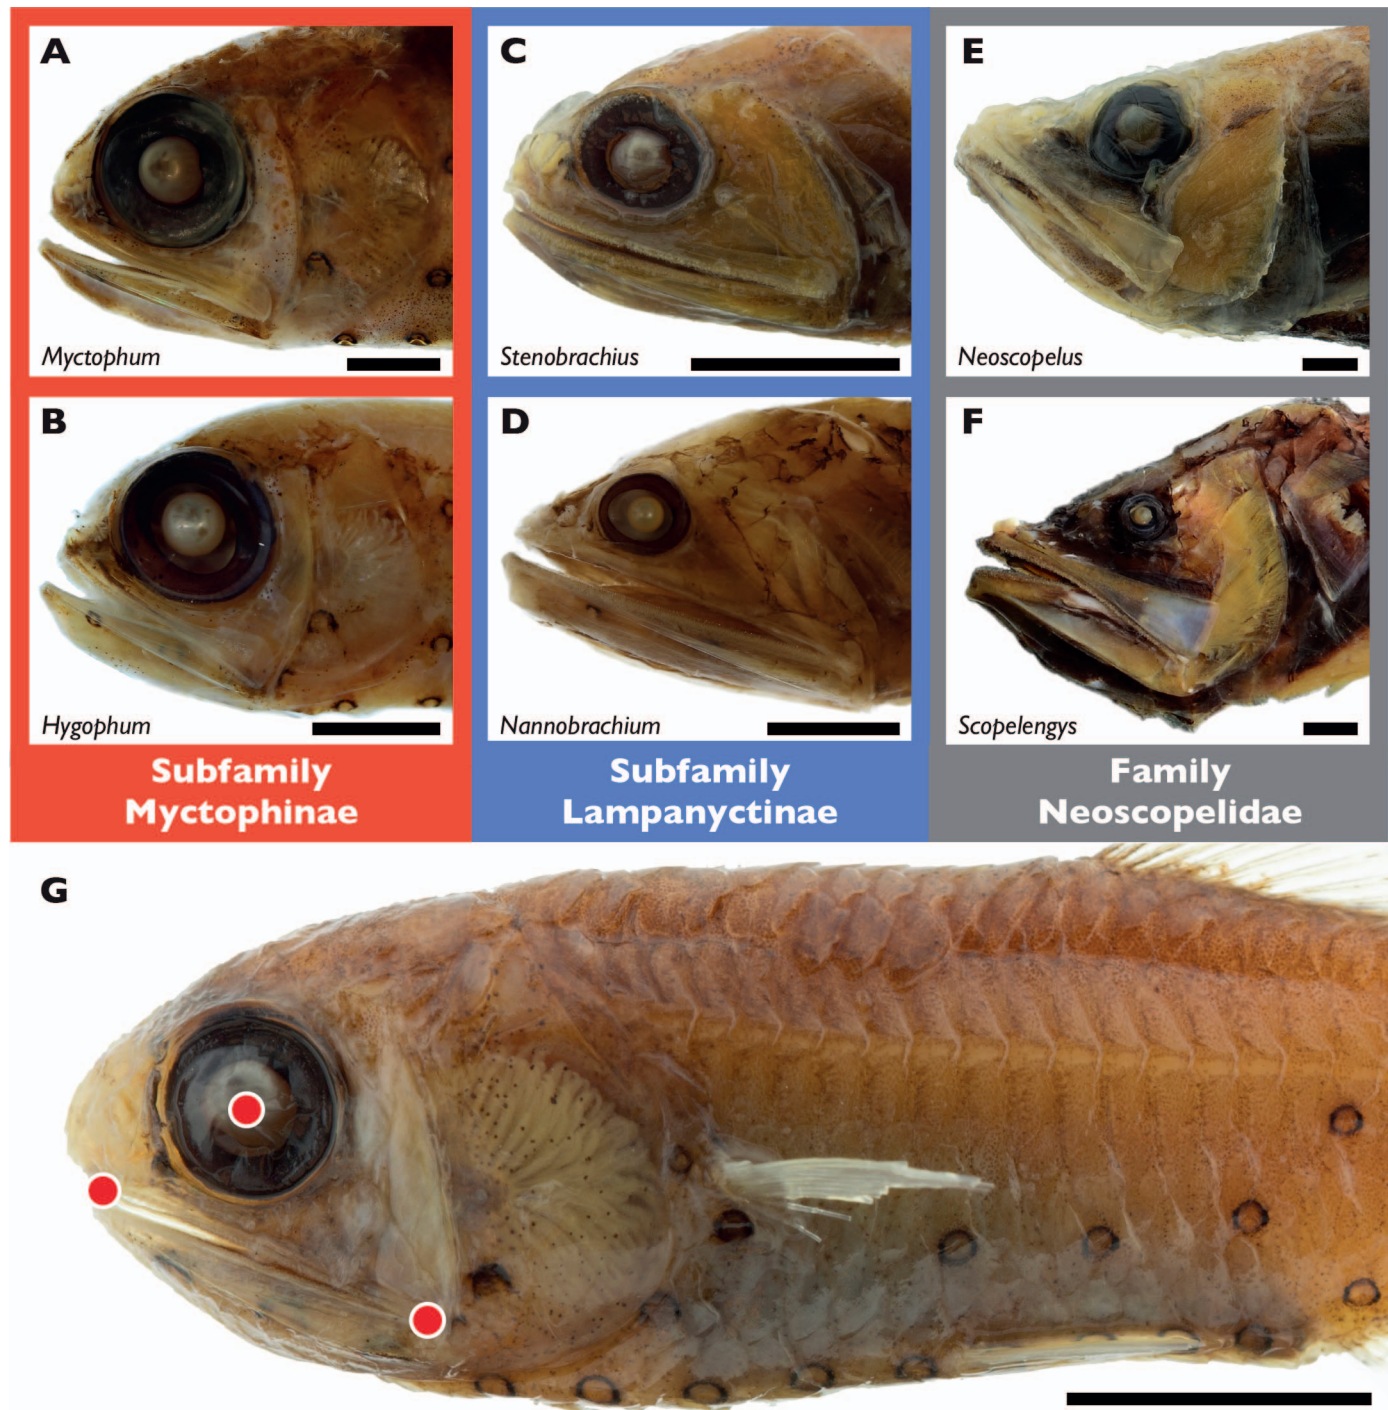 A
Myctophum
B
Hygophum
Subfamily
Myctophinae
C
Stenobrachius
D
Nannobrachium
Subfamily
Lampanyctinae
E
Neoscopelus
F
Scopelengys
Family
Neoscopelidae
G